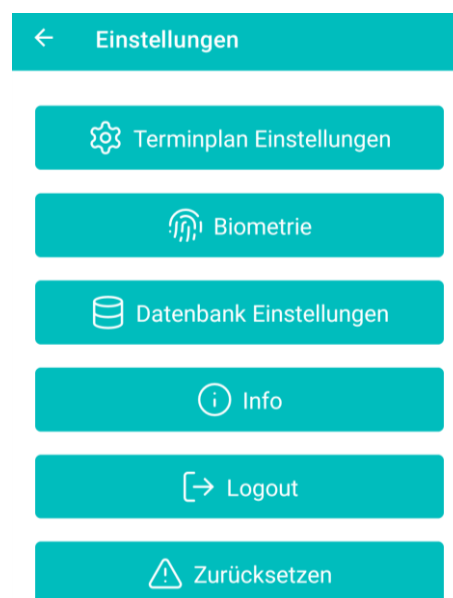 Einstellungen
Terminplan Einstellungen
Biometrie
Datenbank Einstellungen
Info
Logout
Zurücksetzen